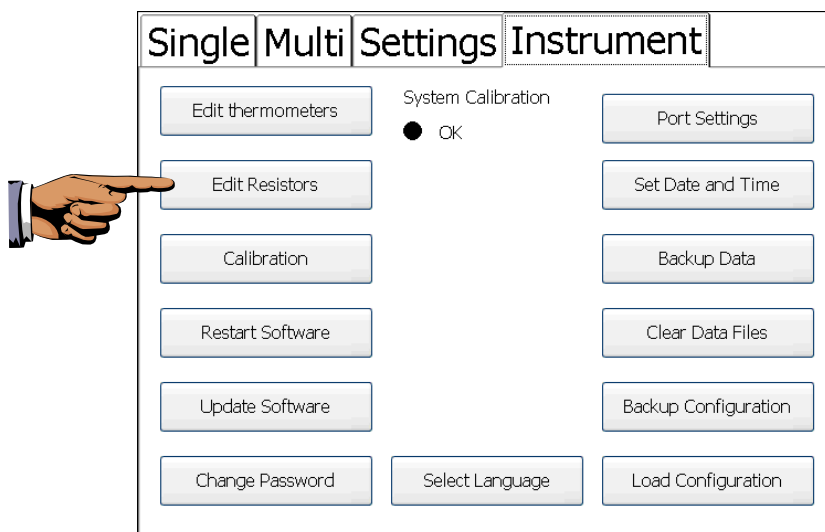 Single Multi Settings Instrument
Edit thermometers
System Calibration
OK
Port Settings
Edit Resistors
Set Date and Time
Calibration
Backup Data
Restart Software
Clear Data Files
Update Software
Backup Configuration
Change Password
Select Language
Load Configuration